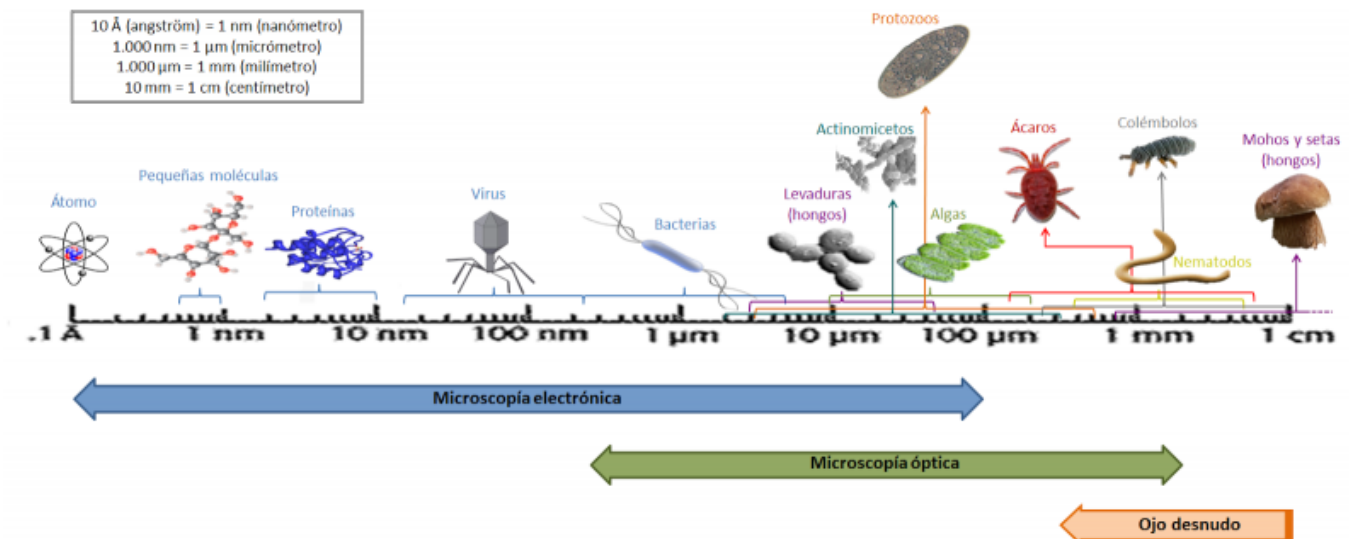 10 Å (angström) = 1 nm (nanómetro)
1.000 nm = 1 µm (micrómetro)
1.000 µm = 1 mm (milímetro)
10 mm = 1 cm (centímetro)
Protozoos
Actinomicetos
Ácaros
Colémbolos
Mohos y setas
(hongos)
Pequeñas moléculas
Átomo
Proteínas
Virus
Bacterias
Levaduras
(hongos)
Algas
Nematodos
.1 Å
1 nm
10 nm
100 nm
1 µm
10 µm
100 µm
1 mm
1 cm
Microscopía electrónica
Microscopía óptica
Ojo desnudo